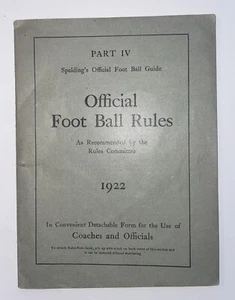 PART IV
Spalding's Official Foot Ball Guide
Official
Foot Ball Rules
As Recommended by the
Rules Committee
1922
In Convenient Detachable Form for the Use of
Coaches and Officials